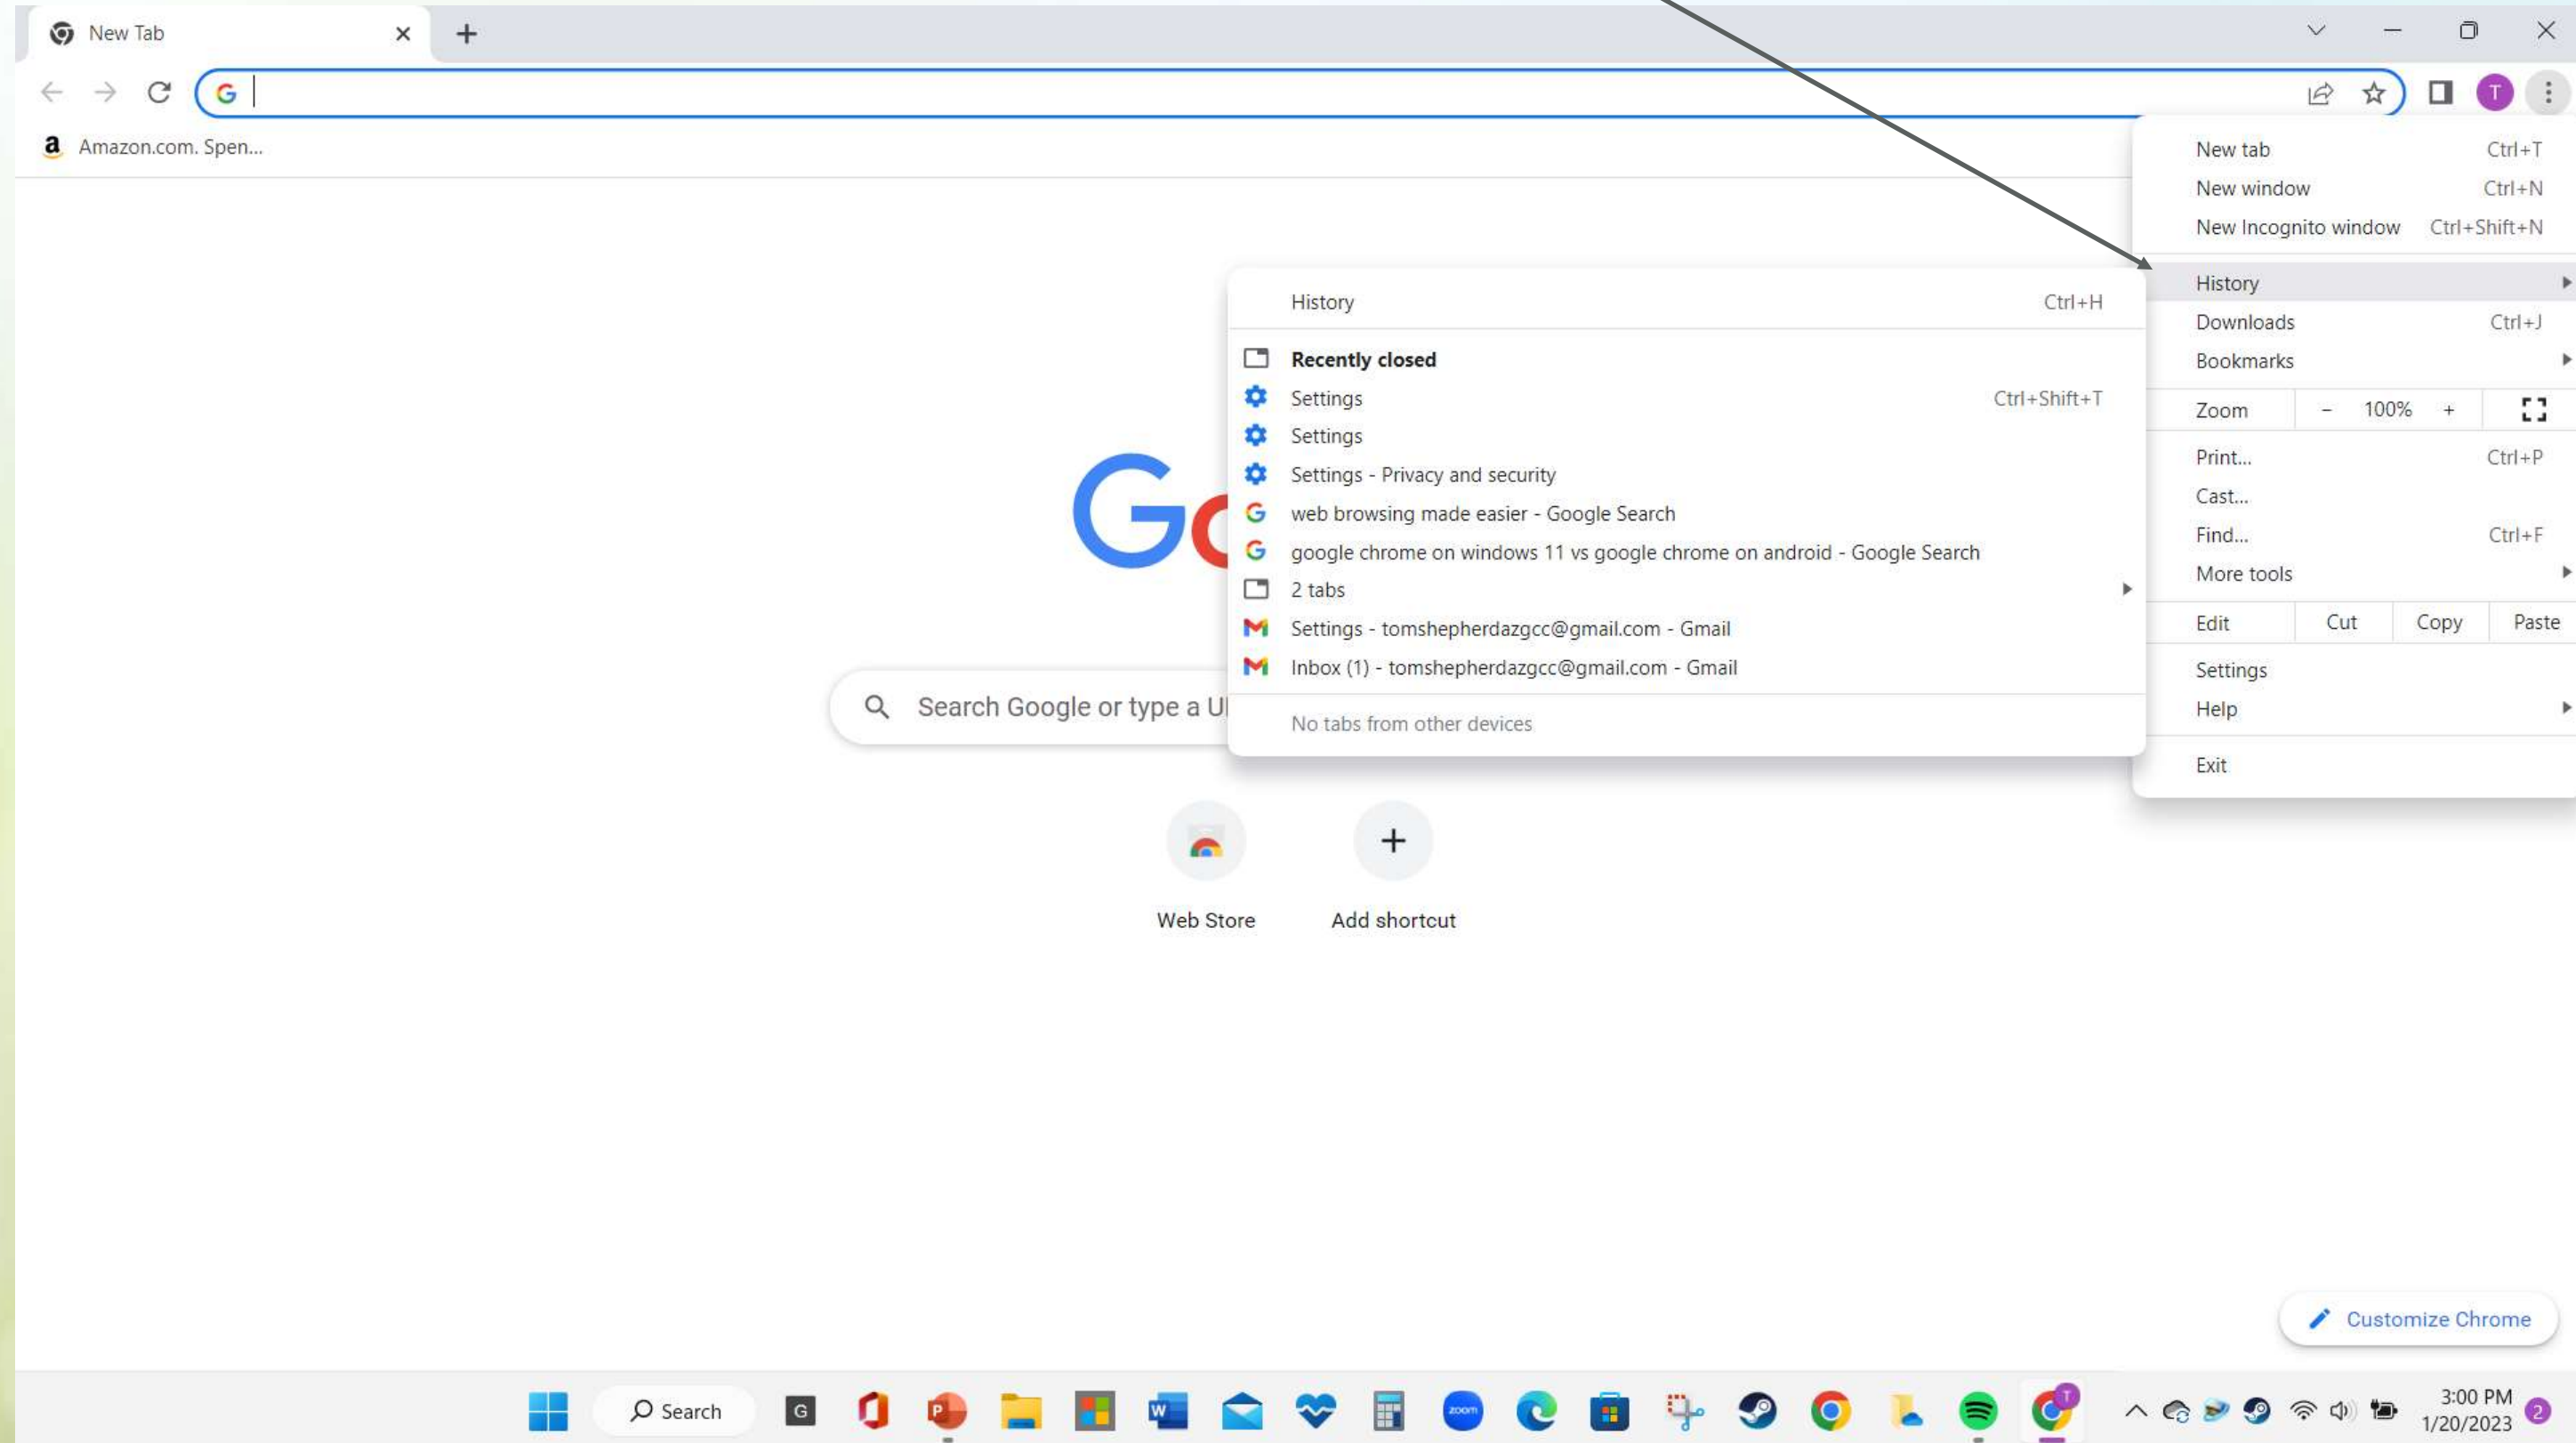 New Tab
G
Amazon.com. Spen...
T
New tab Ctrl+T
New window Ctrl+N
New Incognito window Ctrl+Shift+N
History
Downloads Ctrl+J
Bookmarks
Zoom - 100% +
Print... Ctrl+P
Cast...
Find... Ctrl+F
More tools
Edit Cut Copy Paste
Settings
Help
Exit
History Ctrl+H
Recently closed
Settings Ctrl+Shift+T
Settings
Settings - Privacy and security
web browsing made easier - Google Search
google chrome on windows 11 vs google chrome on android - Google Search
2 tabs
Settings - tomshepherdazgcc@gmail.com - Gmail
Inbox (1) - tomshepherdazgcc@gmail.com - Gmail
No tabs from other devices
Go
Search Google or type a U
Web Store Add shortcut
Customize Chrome
Search G P W zoom T 3:00 PM
1/20/2023 2